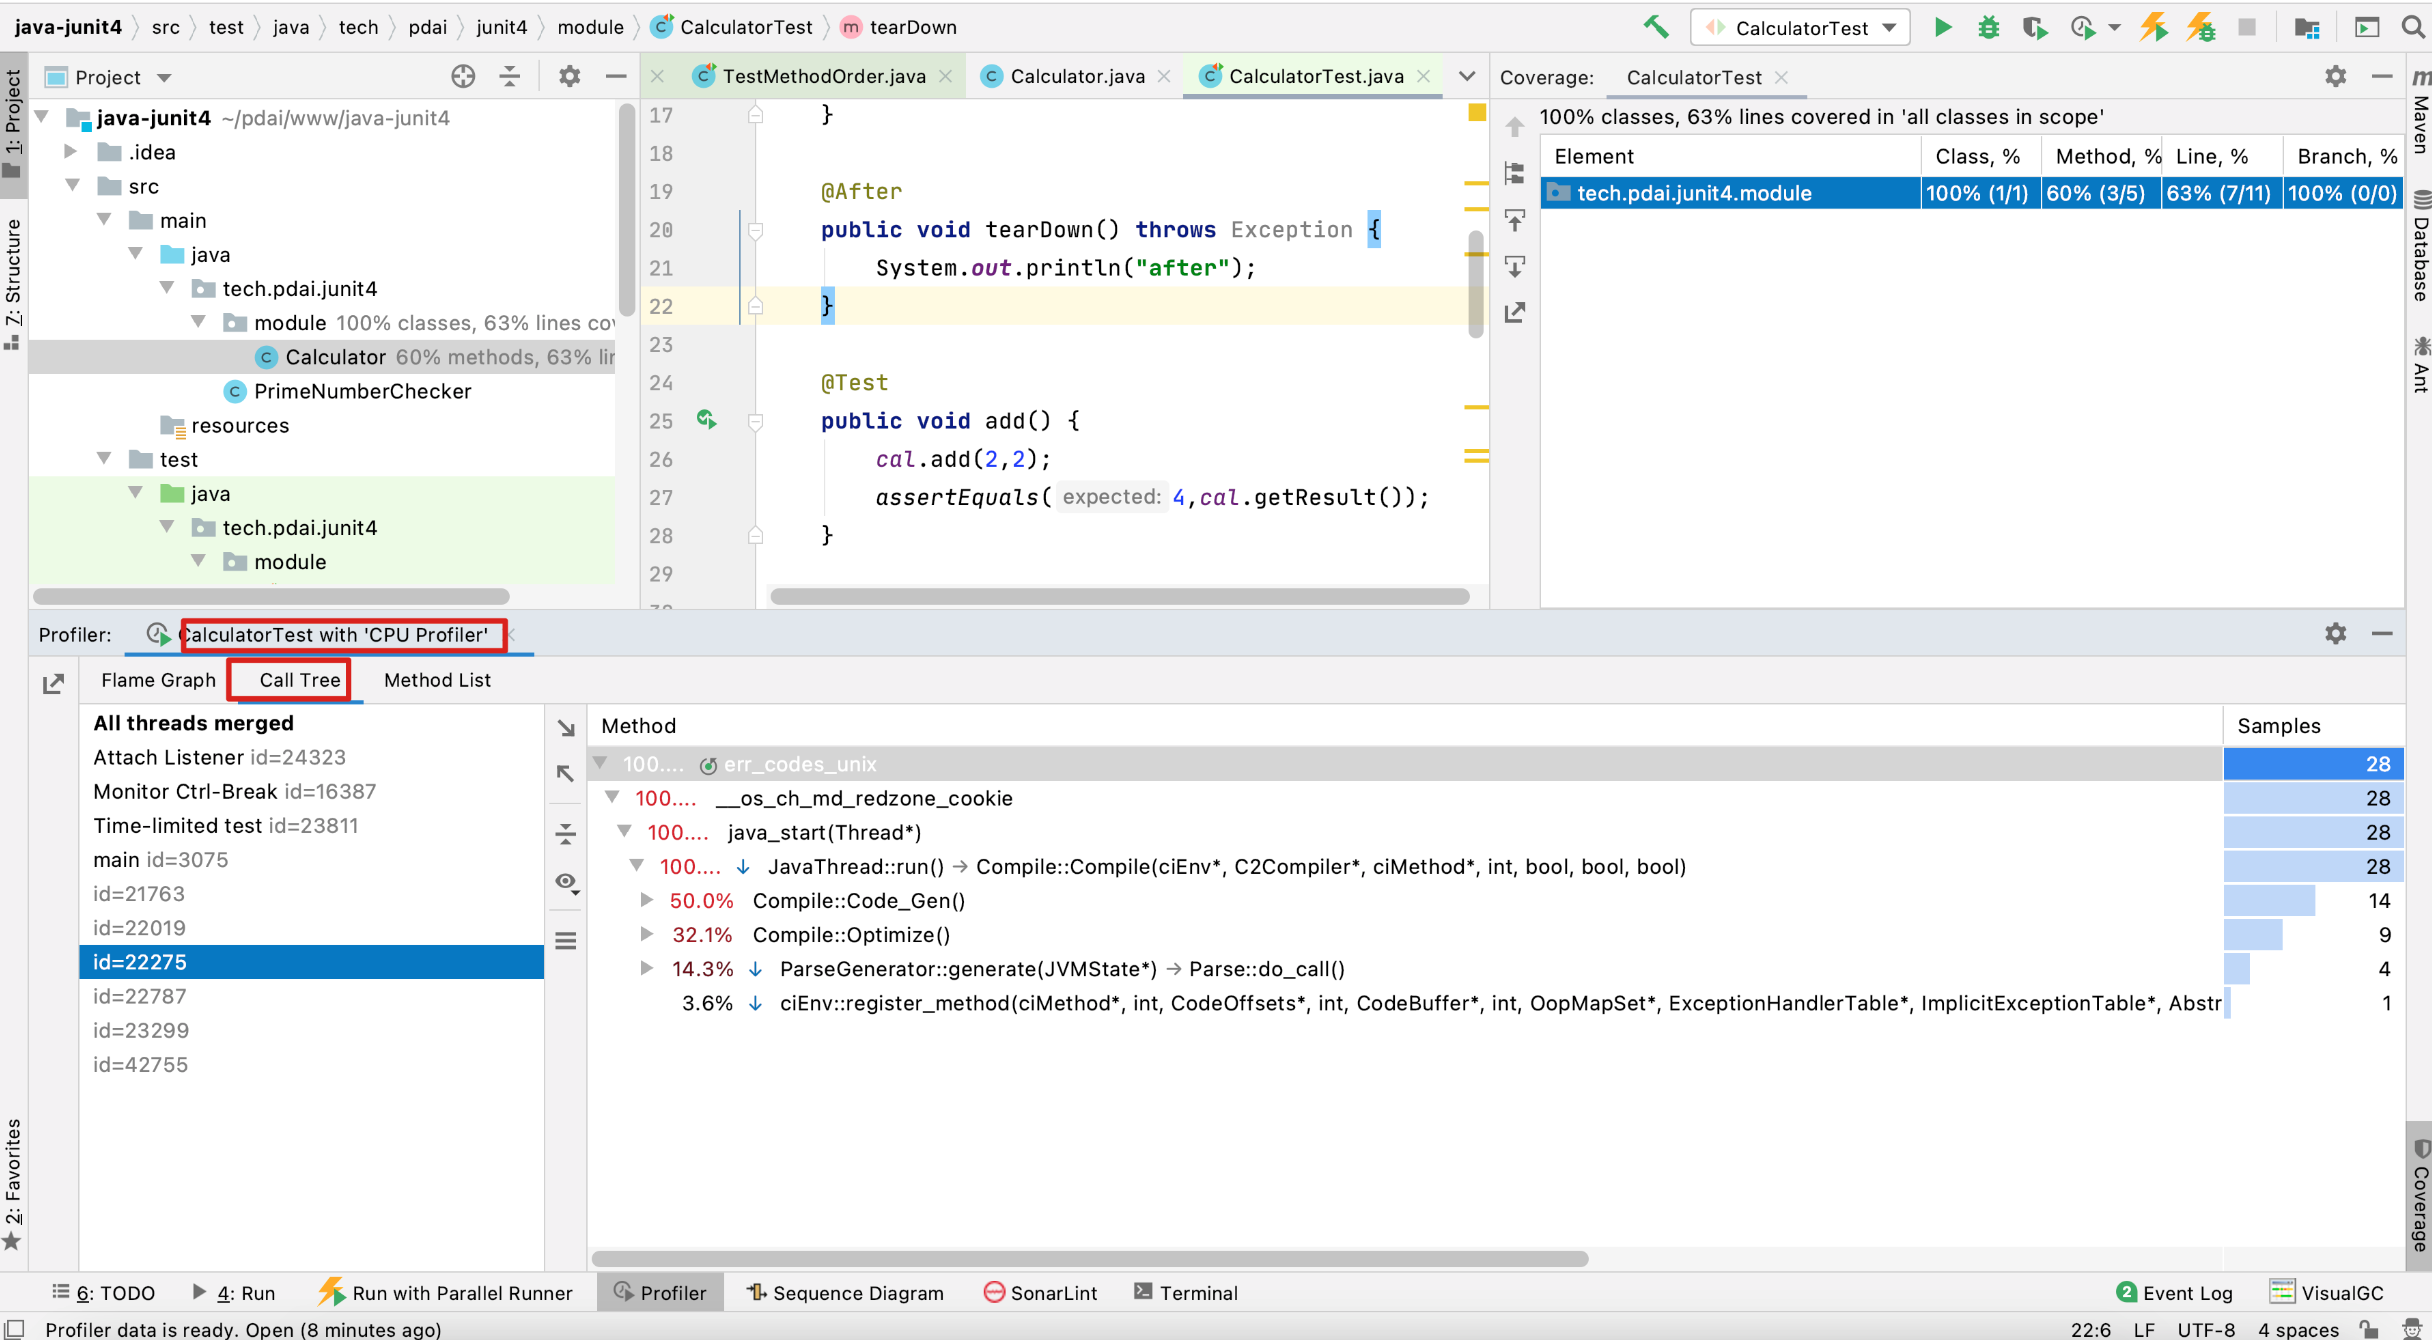 java-junit4 src test java tech pdai junit4 module CalculatorTest m tearDown
CalculatorTest
1: Project
7: Structure
2: Favorites
Project
java-junit4 ~/pdai/www/java-junit4
.idea
src
main
java
tech.pdai.junit4
module 100% classes, 63% lines
Calculator 60% methods, 63%
PrimeNumberChecker
resources
test
java
tech.pdai.junit4
module
TestMethodOrder.java Calculator.java CalculatorTest.java
17 }
18
19 @After
20 public void tearDown() throws Exception {
21 System.out.println("after");
22 }
23
24 @Test
25 public void add() {
26 cal.add(2,2);
27 assertEquals( expected: 4,cal.getResult());
28 }
29
Coverage: CalculatorTest
100% classes, 63% lines covered in 'all classes in scope'
Element Class, % Method, % Line, % Branch, %
tech.pdai.junit4.module 100% (1/1) 60% (3/5) 63% (7/11) 100% (0/0)
Maven
Database
Ant
Coverage
Profiler: CalculatorTest with 'CPU Profiler'
Flame Graph Call Tree Method List
All threads merged
Attach Listener id=24323
Monitor Ctrl-Break id=16387
Time-limited test id=23811
main id=3075
id=21763
id=22019
id=22275
id=22787
id=23299
id=42755
Method Samples
100.... err_codes_unix 28
100.... __os_ch_md_redzone_cookie 28
100.... java_start(Thread*) 28
100.... ↓ JavaThread::run() → Compile::Compile(ciEnv*, C2Compiler*, ciMethod*, int, bool, bool, bool) 28
50.0% Compile::Code_Gen() 14
32.1% Compile::Optimize() 9
14.3% ↓ ParseGenerator::generate(JVMState*) → Parse::do_call() 4
3.6% ↓ ciEnv::register_method(ciMethod*, int, CodeOffsets*, int, CodeBuffer*, int, OopMapSet*, ExceptionHandlerTable*, ImplicitExceptionTable*, Abstr 1
6: TODO 4: Run Run with Parallel Runner Profiler Sequence Diagram SonarLint Terminal 2 Event Log VisualGC
Profiler data is ready. Open (8 minutes ago) 22:6 LF UTF-8 4 spaces